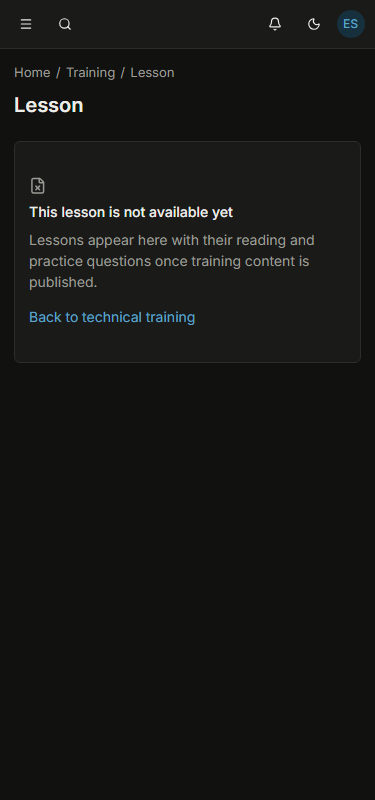 ES
Home / Training / Lesson
Lesson
This lesson is not available yet
Lessons appear here with their reading and
practice questions once training content is
published.
Back to technical training